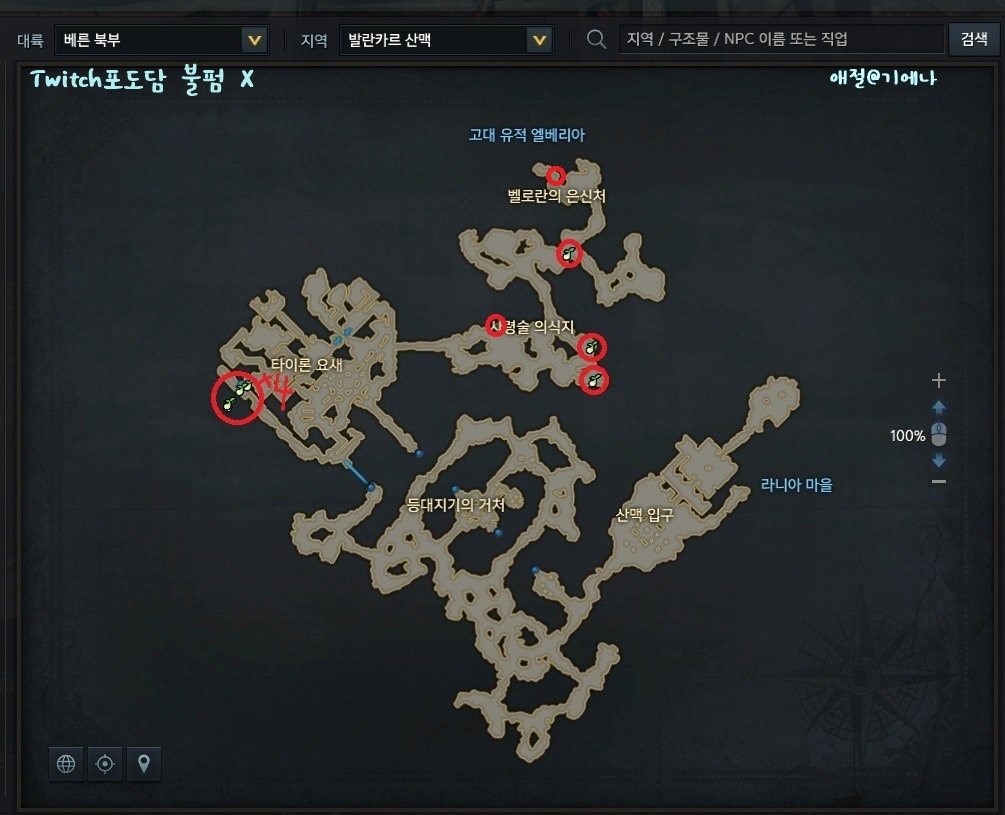 대륙 베른 북부 지역 발란카르 산맥 지역 / 구조물 / NPC 이름 또는 직업 검색
Twitch포도담 불펌 X 애절@기에나
고대 유적 엘베리아
벨로란의 은신처
사령술 의식지
타이론 요새
×4
100%
라니아 마을
등대지기의 거처
산맥 입구